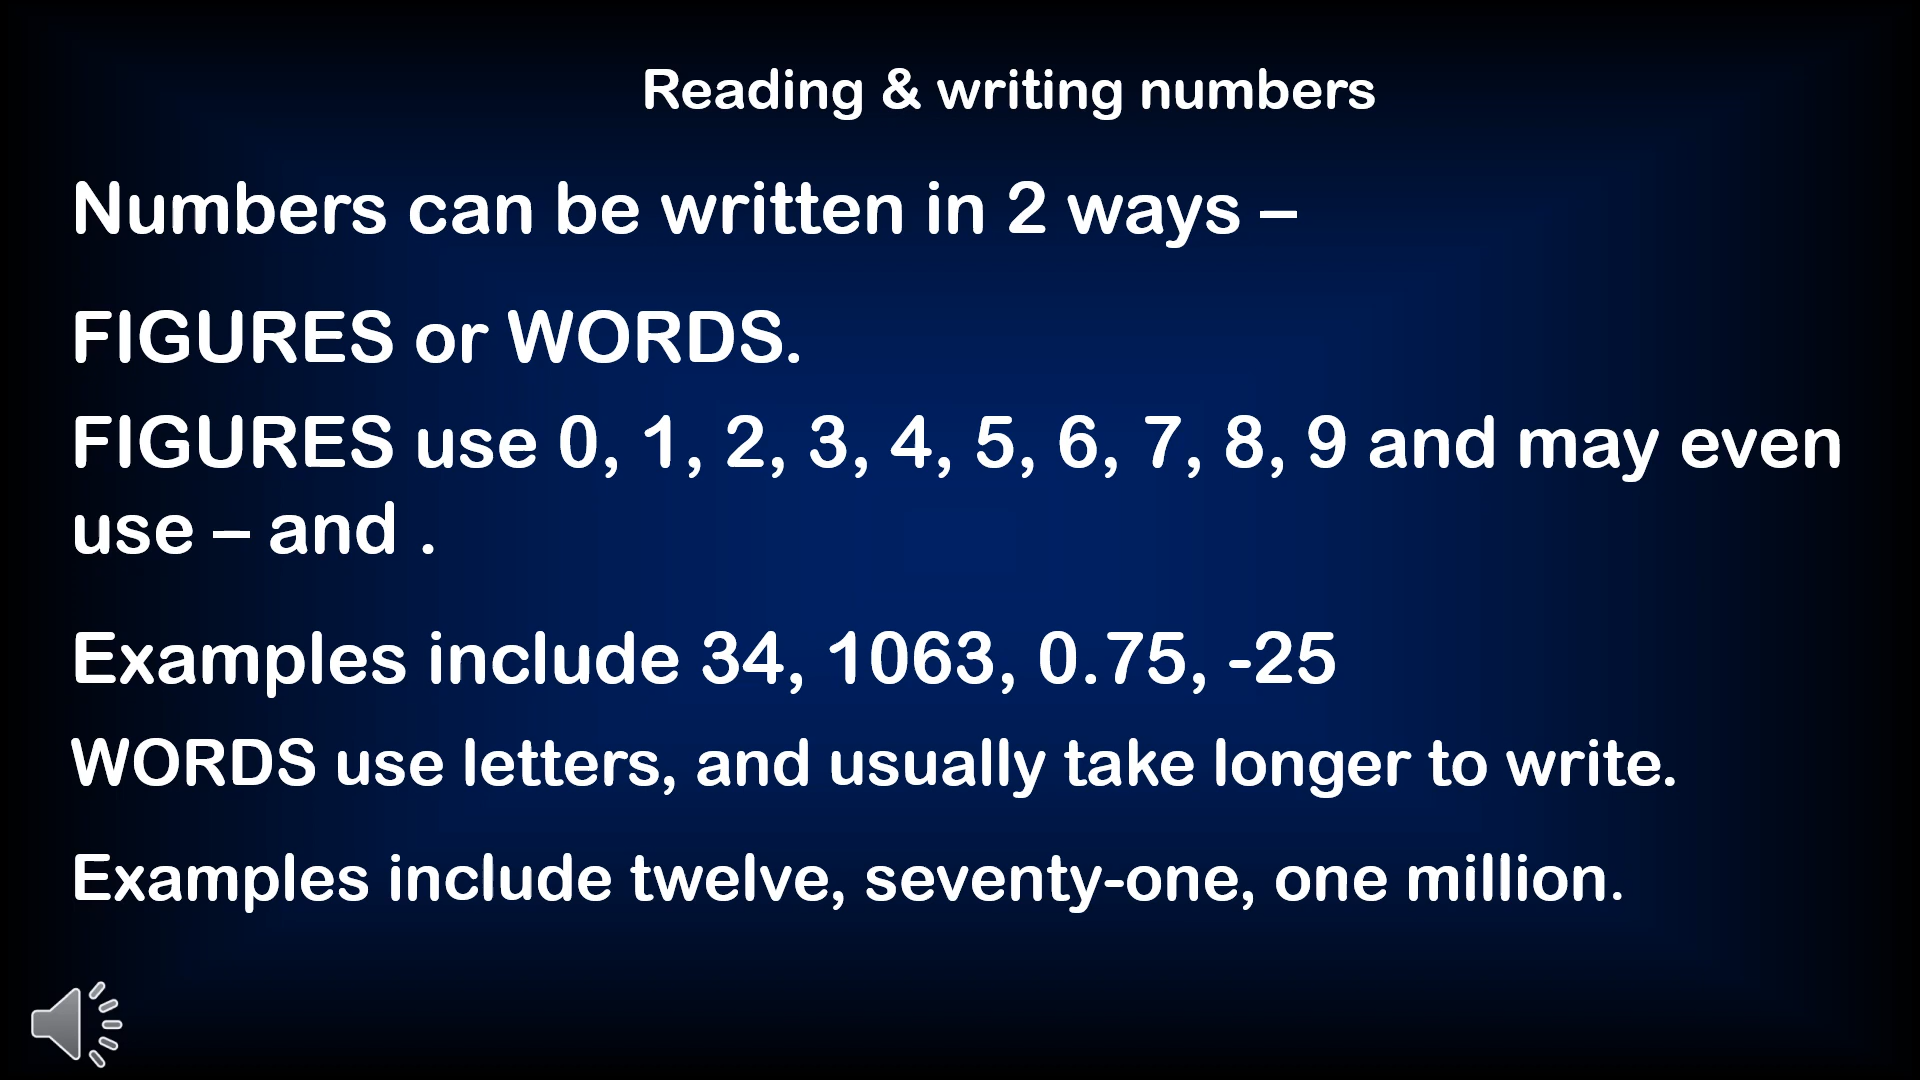 Reading & writing numbers
Numbers can be written in 2 ways –
FIGURES or WORDS.
FIGURES use 0, 1, 2, 3, 4, 5, 6, 7, 8, 9 and may even
use – and .
Examples include 34, 1063, 0.75, -25
WORDS use letters, and usually take longer to write.
Examples include twelve, seventy-one, one million.